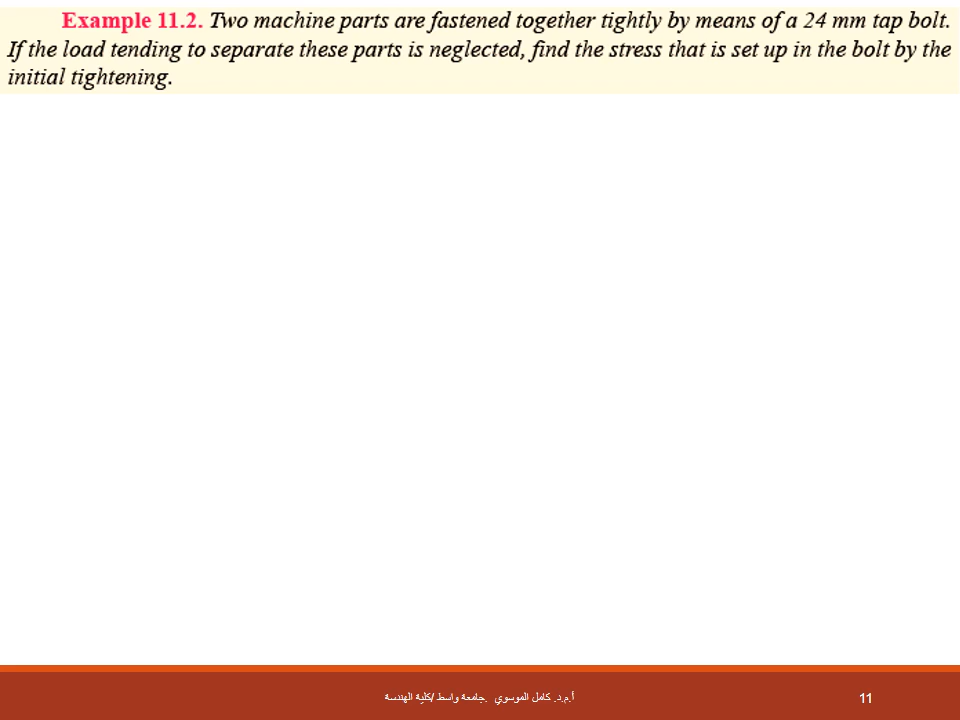 Example 11.2. Two machine parts are fastened together tightly by means of a 24 mm tap bolt.
If the load tending to separate these parts is neglected, find the stress that is set up in the bolt by the
initial tightening.
أ.م.د. كامل الموسوي .جامعة واسط /كلية الهندسة
11